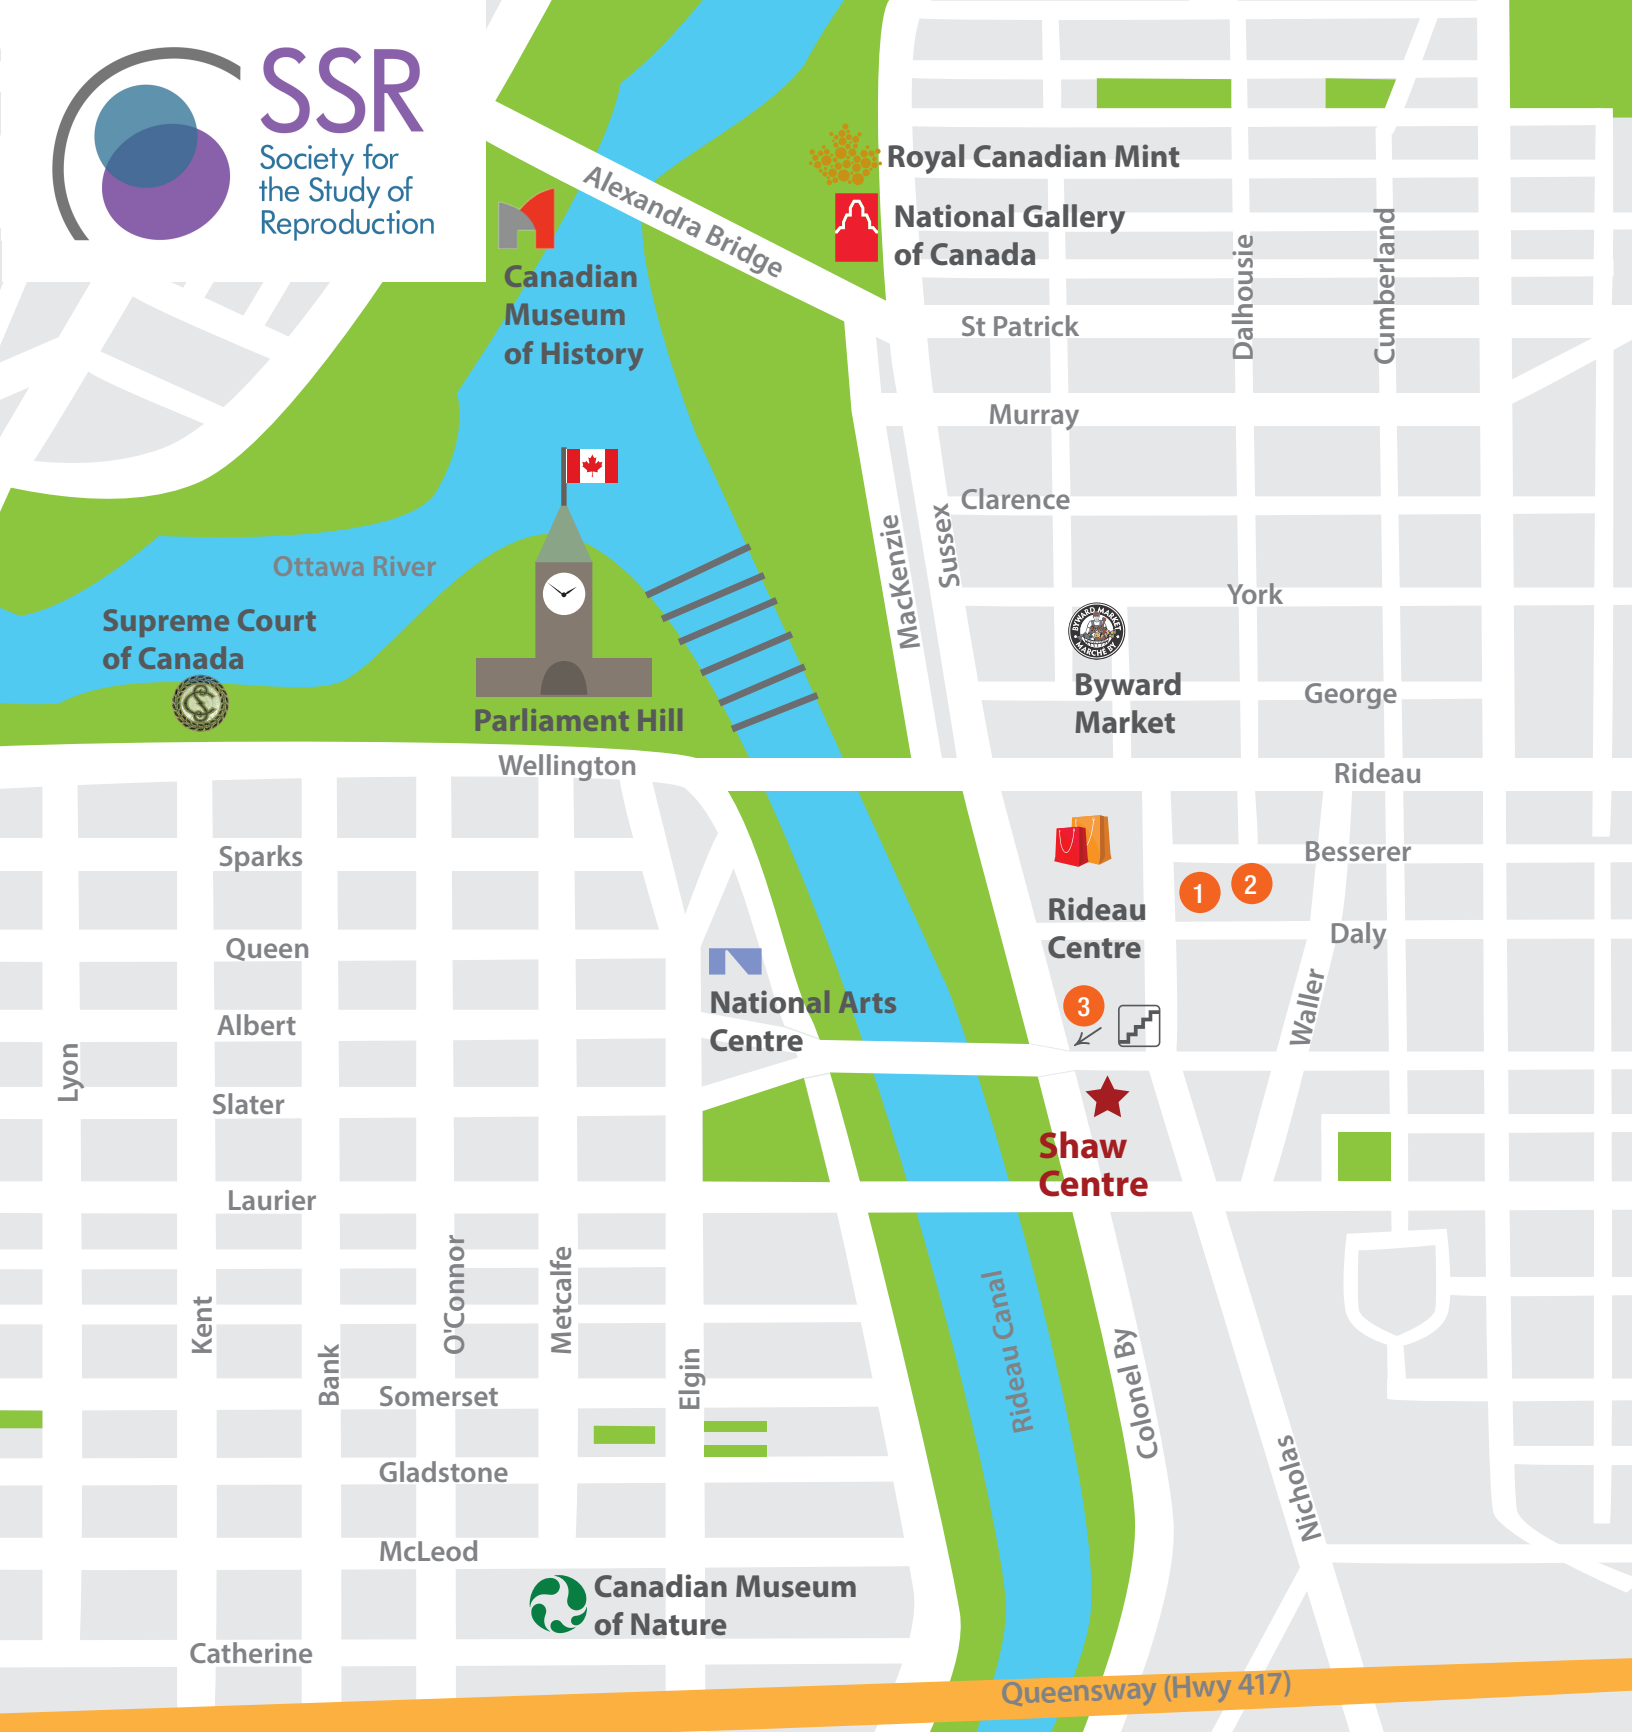 SSR
Society for
the Study of
Reproduction
Alexandra Bridge
Royal Canadian Mint
National Gallery
of Canada
Canadian
Museum
of History
St Patrick
Dalhousie
Cumberland
Murray
Clarence
MacKenzie
Sussex
Ottawa River
York
Supreme Court
of Canada
BYWARD MARKET
MARCHÉ BY
Byward
Market
George
Parliament Hill
Wellington
Rideau
Sparks
Besserer
1
2
Rideau
Centre
Daly
Queen
National Arts
Centre
3
Waller
Albert
Lyon
Slater
Shaw
Centre
Laurier
Kent
Bank
O'Connor
Metcalfe
Elgin
Rideau Canal
Colonel By
Somerset
Nicholas
Gladstone
McLeod
Canadian Museum
of Nature
Catherine
Queensway (Hwy 417)